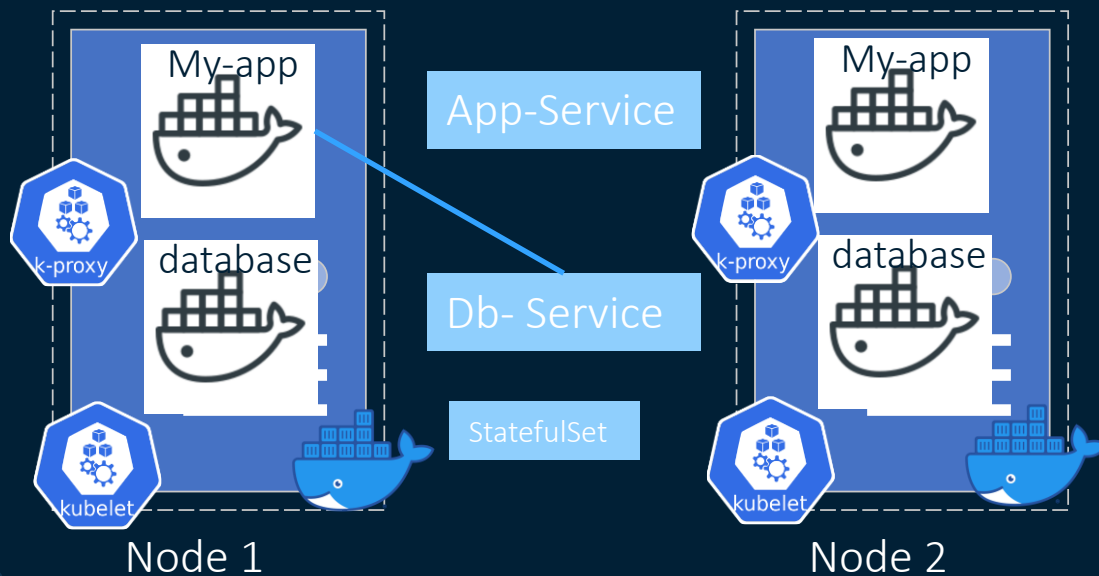 My-app
k-proxy
database
kubelet
Node 1
App-Service
Db- Service
StatefulSet
My-app
k-proxy
database
kubelet
Node 2